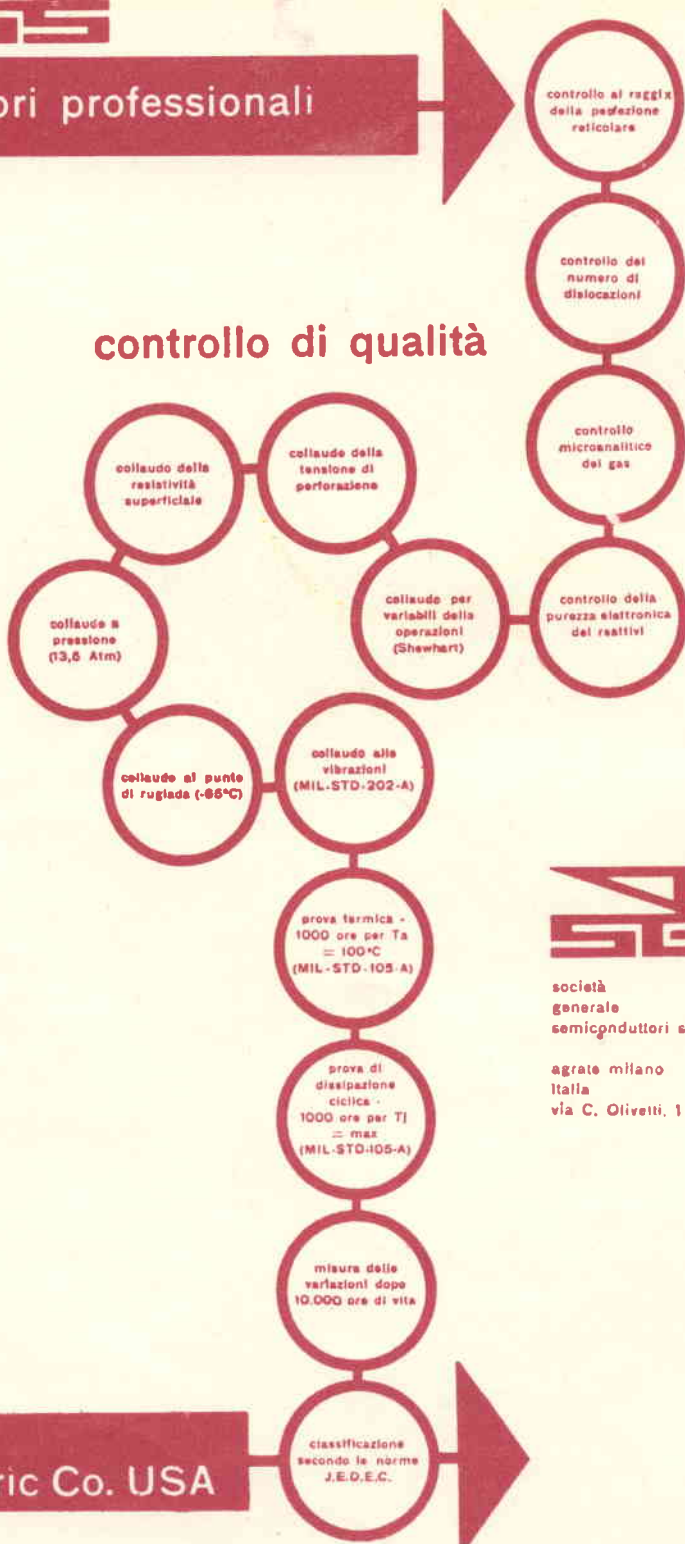 ori professionali
controllo ai raggi x
della perfezione
reticolare
controllo del
numero di
dislocazioni
controllo di qualità
controllo
microanalitico
dei gas
collaudo della
tensione di
perforazione
collaudo della
resistività
superficiale
controllo della
purezza elettronica
dei reattivi
collaudo per
variabili delle
operazioni
(Shewhart)
collaudo a
pressione
(13,6 Atm)
collaudo al punto
di rugiada (-65°C)
collaudo alle
vibrazioni
(MIL-STD-202-A)
prova termica -
1000 ore per Ta
= 100°C
(MIL-STD-105-A)
SGS
società
generale
semiconduttori s
agrate milano
italia
via C. Olivetti, 1
prova di
dissipazione
ciclica -
1000 ore per Tj
= max
(MIL-STD-105-A)
misura delle
variazioni dopo
10.000 ore di vita
classificazione
secondo le norme
J.E.D.E.C.
ric Co. USA